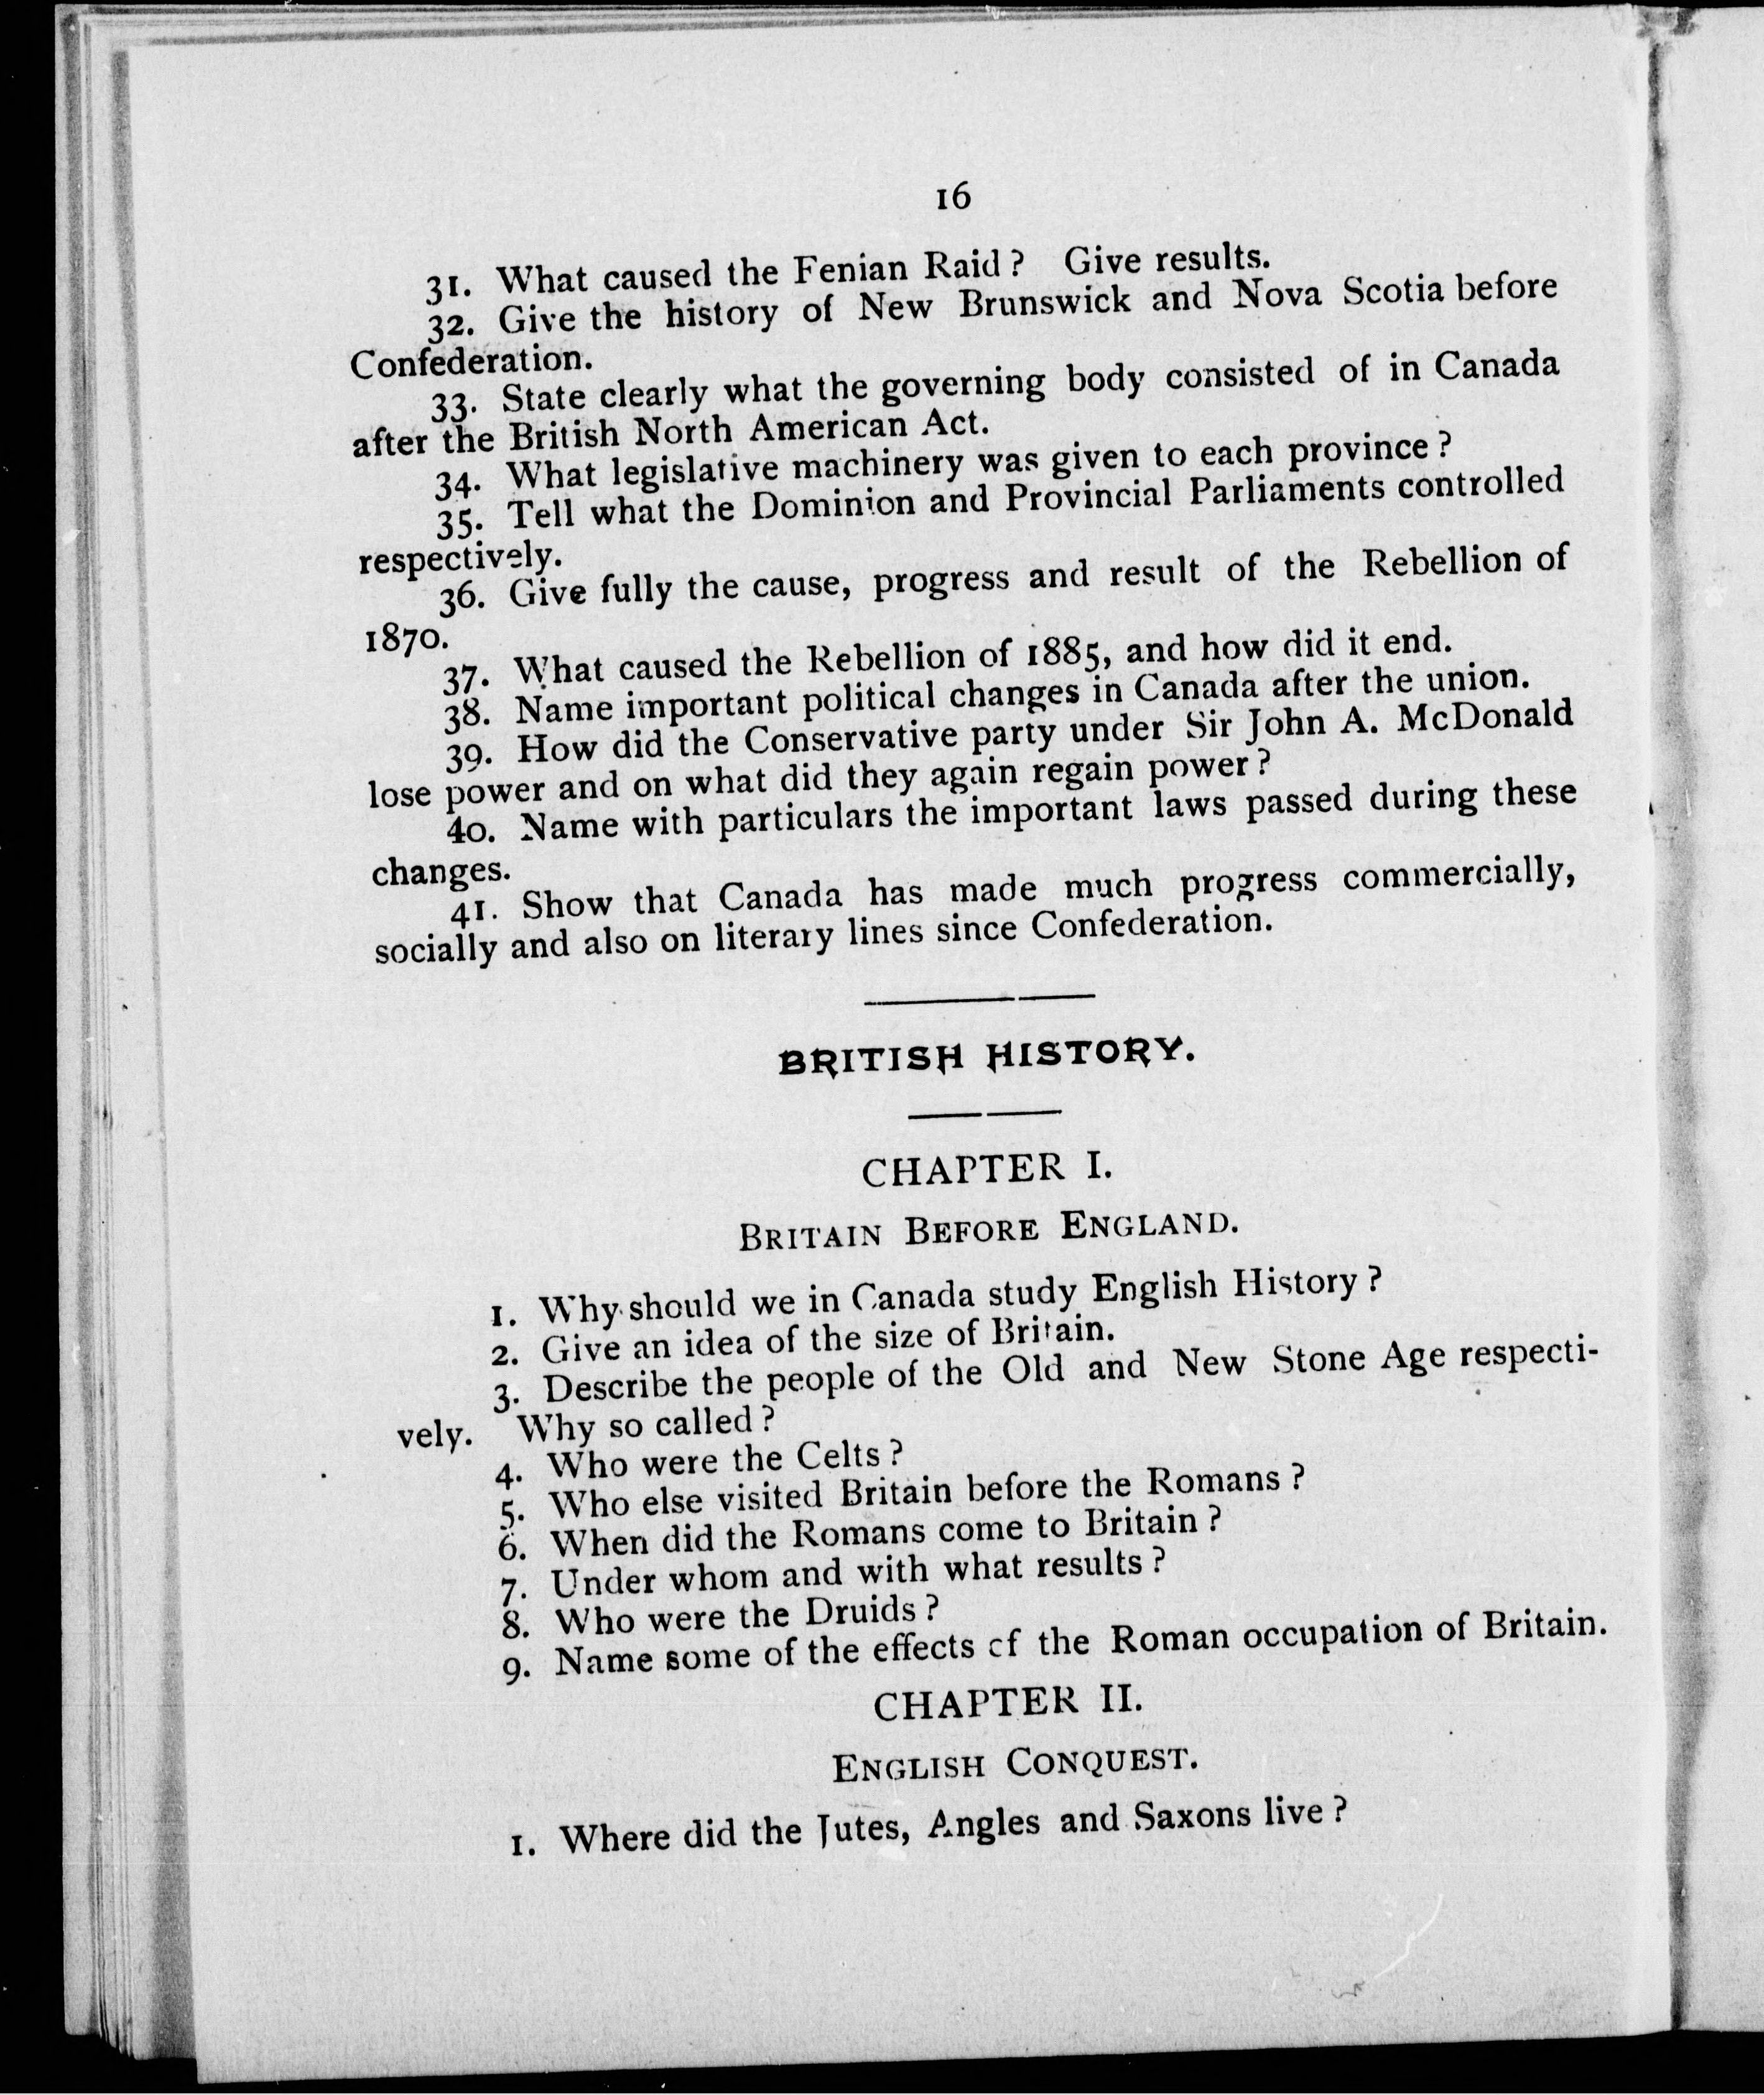 16
31. What caused the Fenian Raid? Give results.
32. Give the history of New Brunswick and Nova Scotia before
Confederation.
33. State clearly what the governing body consisted of in Canada
after the British North American Act.
34. What legislative machinery was given to each province?
35. Tell what the Dominion and Provincial Parliaments controlled
respectively.
36. Give fully the cause, progress and result of the Rebellion of
1870.
37. What caused the Rebellion of 1885, and how did it end.
38. Name important political changes in Canada after the union.
39. How did the Conservative party under Sir John A. McDonald
lose power and on what did they again regain power?
40. Name with particulars the important laws passed during these
changes.
41. Show that Canada has made much progress commercially,
socially and also on literary lines since Confederation.
BRITISH HISTORY.
CHAPTER I.
BRITAIN BEFORE ENGLAND.
1. Why should we in Canada study English History?
2. Give an idea of the size of Britain.
3. Describe the people of the Old and New Stone Age respecti-
vely. Why so called?
4. Who were the Celts?
5. Who else visited Britain before the Romans?
6. When did the Romans come to Britain?
7. Under whom and with what results?
8. Who were the Druids?
9. Name some of the effects of the Roman occupation of Britain.
CHAPTER II.
ENGLISH CONQUEST.
1. Where did the Jutes, Angles and Saxons live?